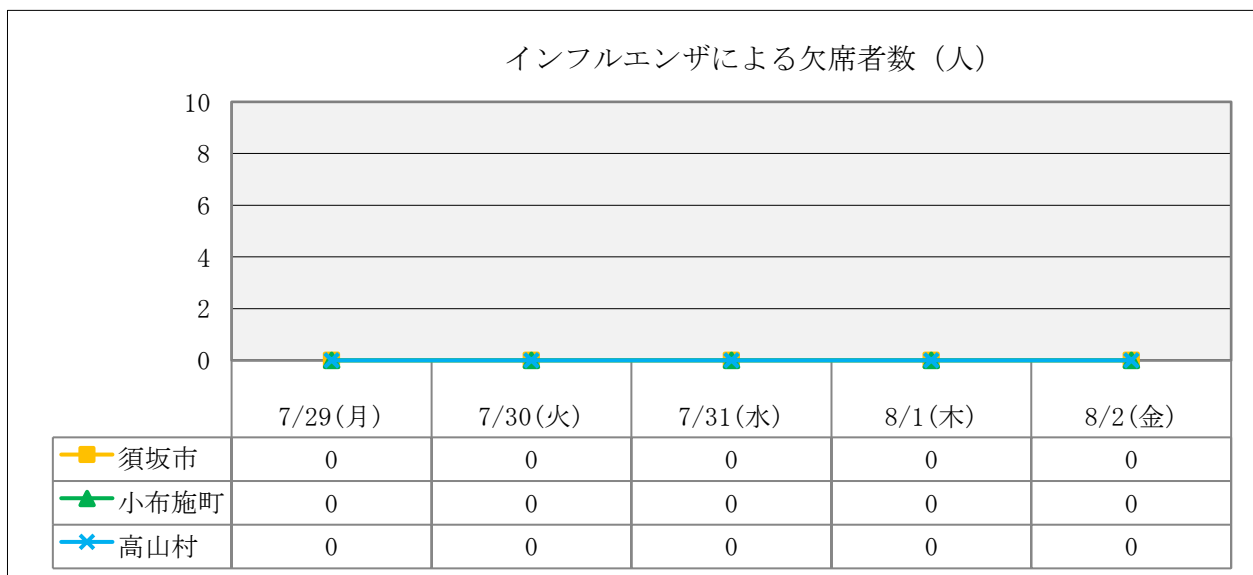 インフルエンザによる欠席者数（人）
10
8
6
4
2
0
7/29(月) 7/30(火) 7/31(水) 8/1(木) 8/2(金)
須坂市 0 0 0 0 0
小布施町 0 0 0 0 0
高山村 0 0 0 0 0